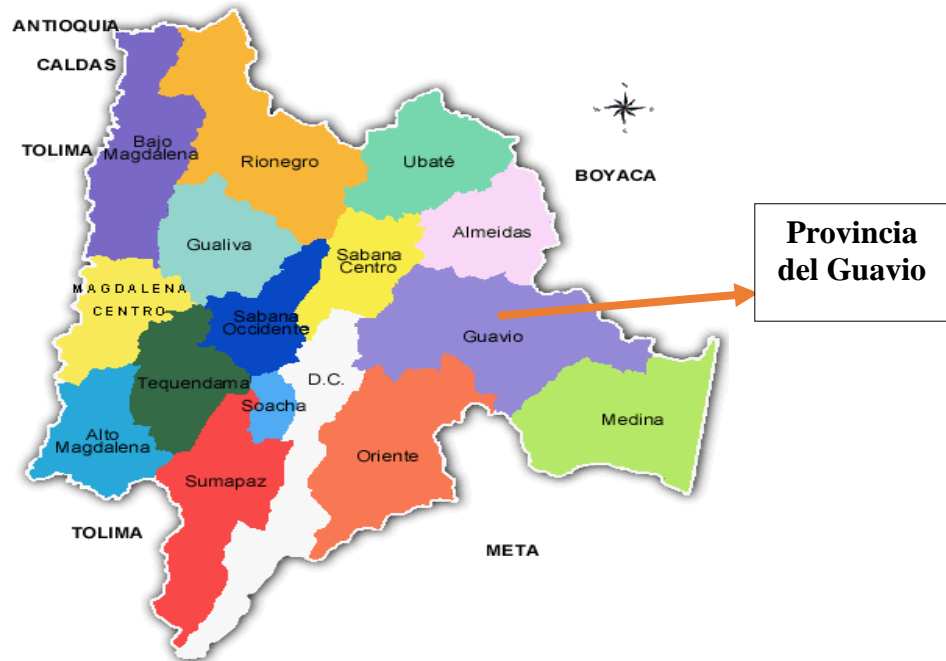 ANTIOQUIA
CALDAS
TOLIMA
Bajo
Magdalena
Rionegro
Ubaté
BOYACA
Gualiva
Almeidas
Sabana
Centro
MAGDALENA
CENTRO
Sabana
Occidente
Guavio
Provincia
del Guavio
Tequendama
D.C.
Soacha
Medina
Alto
Magdalena
Oriente
Sumapaz
TOLIMA
META